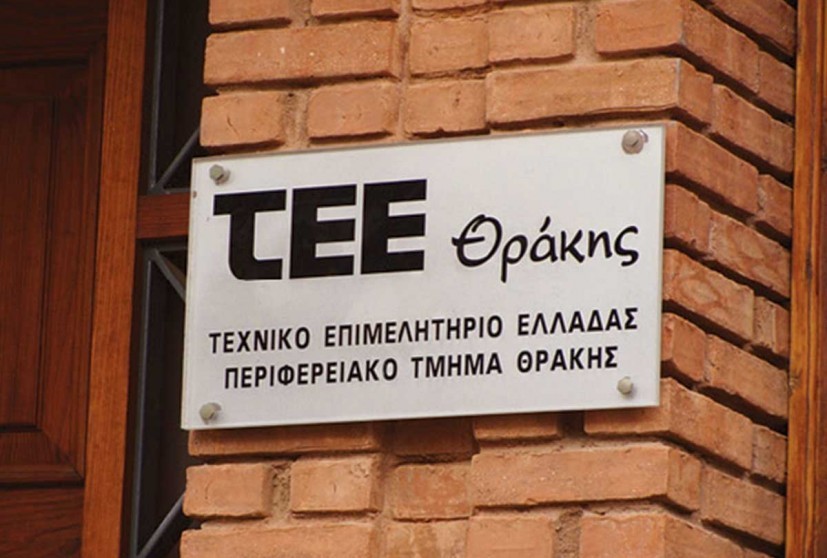 ΤΕΕ Θράκης
ΤΕΧΝΙΚΟ ΕΠΙΜΕΛΗΤΗΡΙΟ ΕΛΛΑΔΑΣ
ΠΕΡΙΦΕΡΕΙΑΚΟ ΤΜΗΜΑ ΘΡΑΚΗΣ